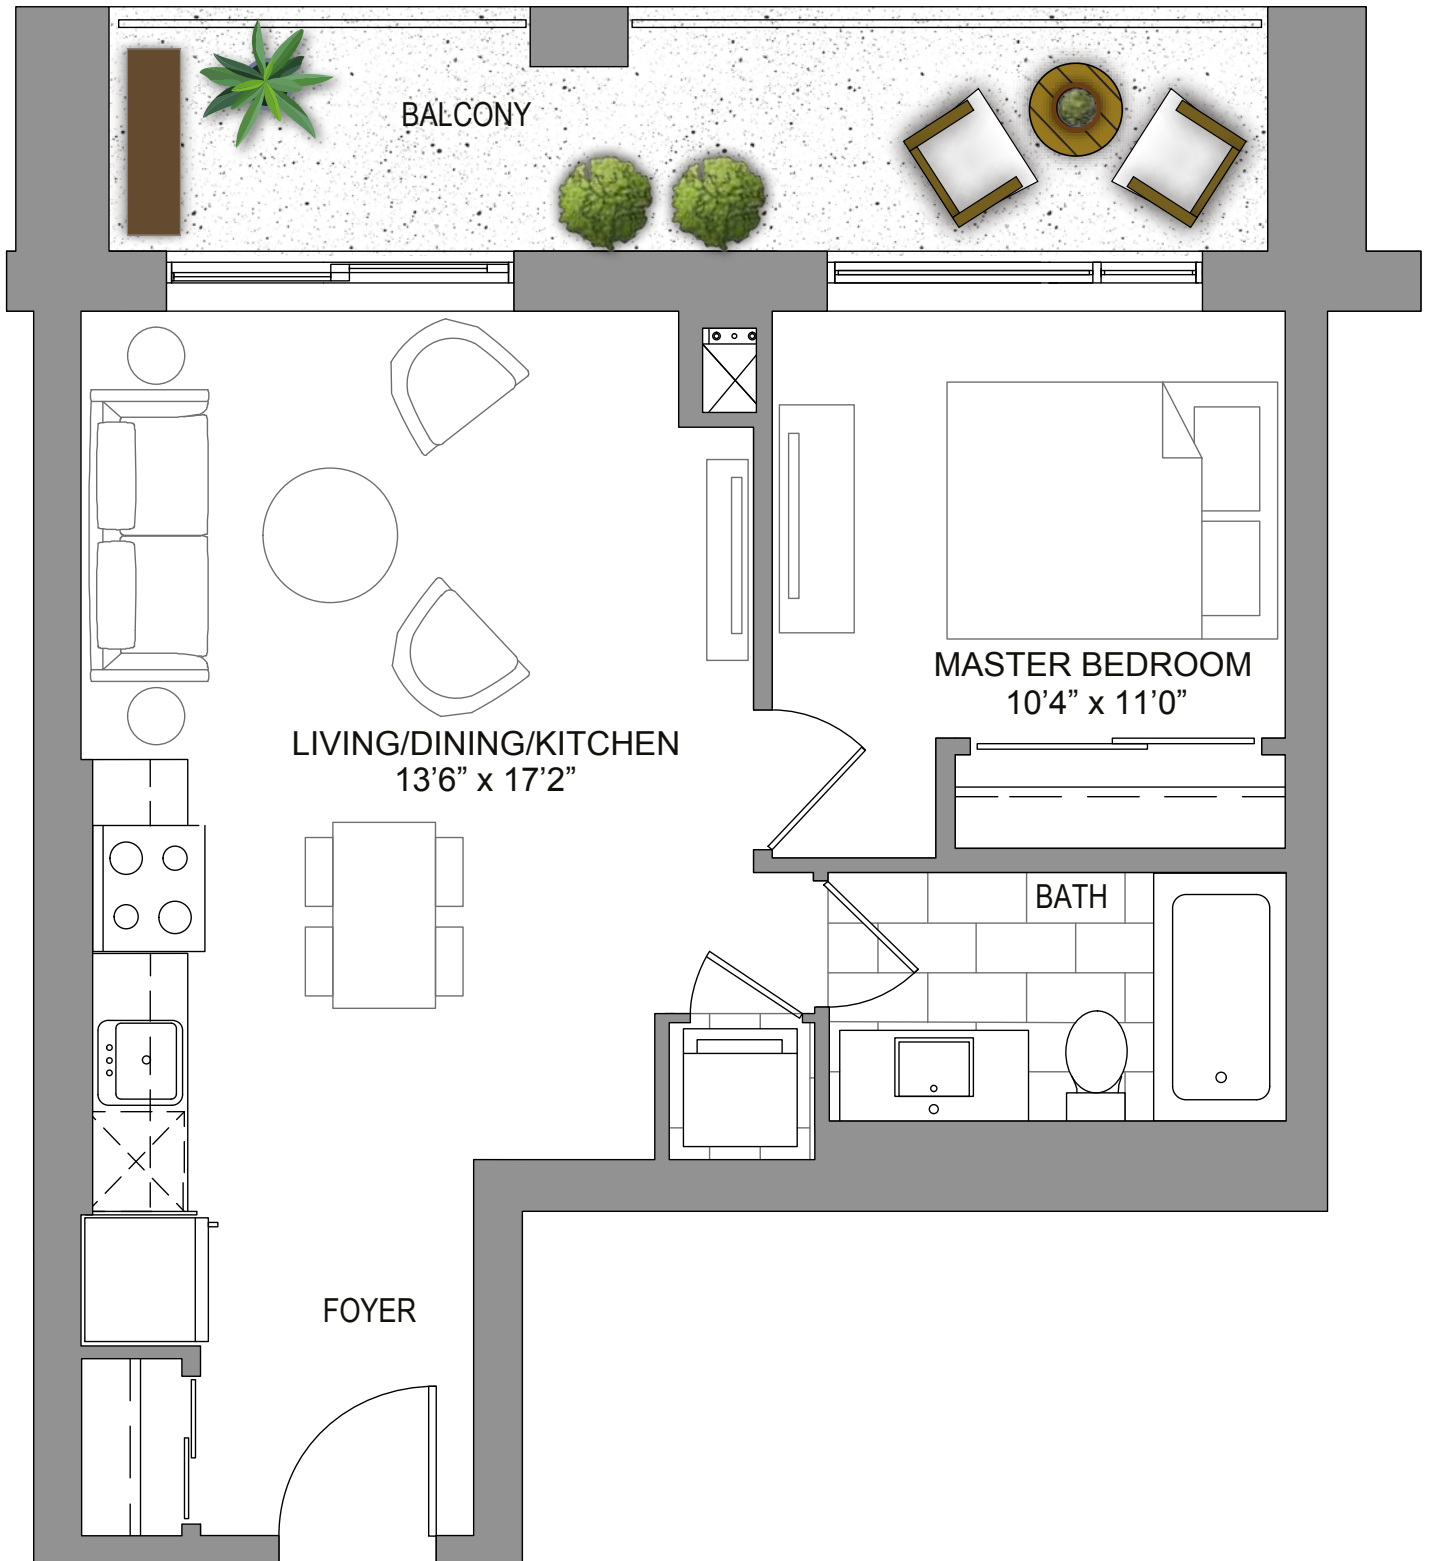 BALCONY
MASTER BEDROOM
10’4” x 11’0”
LIVING/DINING/KITCHEN
13’6” x 17’2”
BATH
FOYER